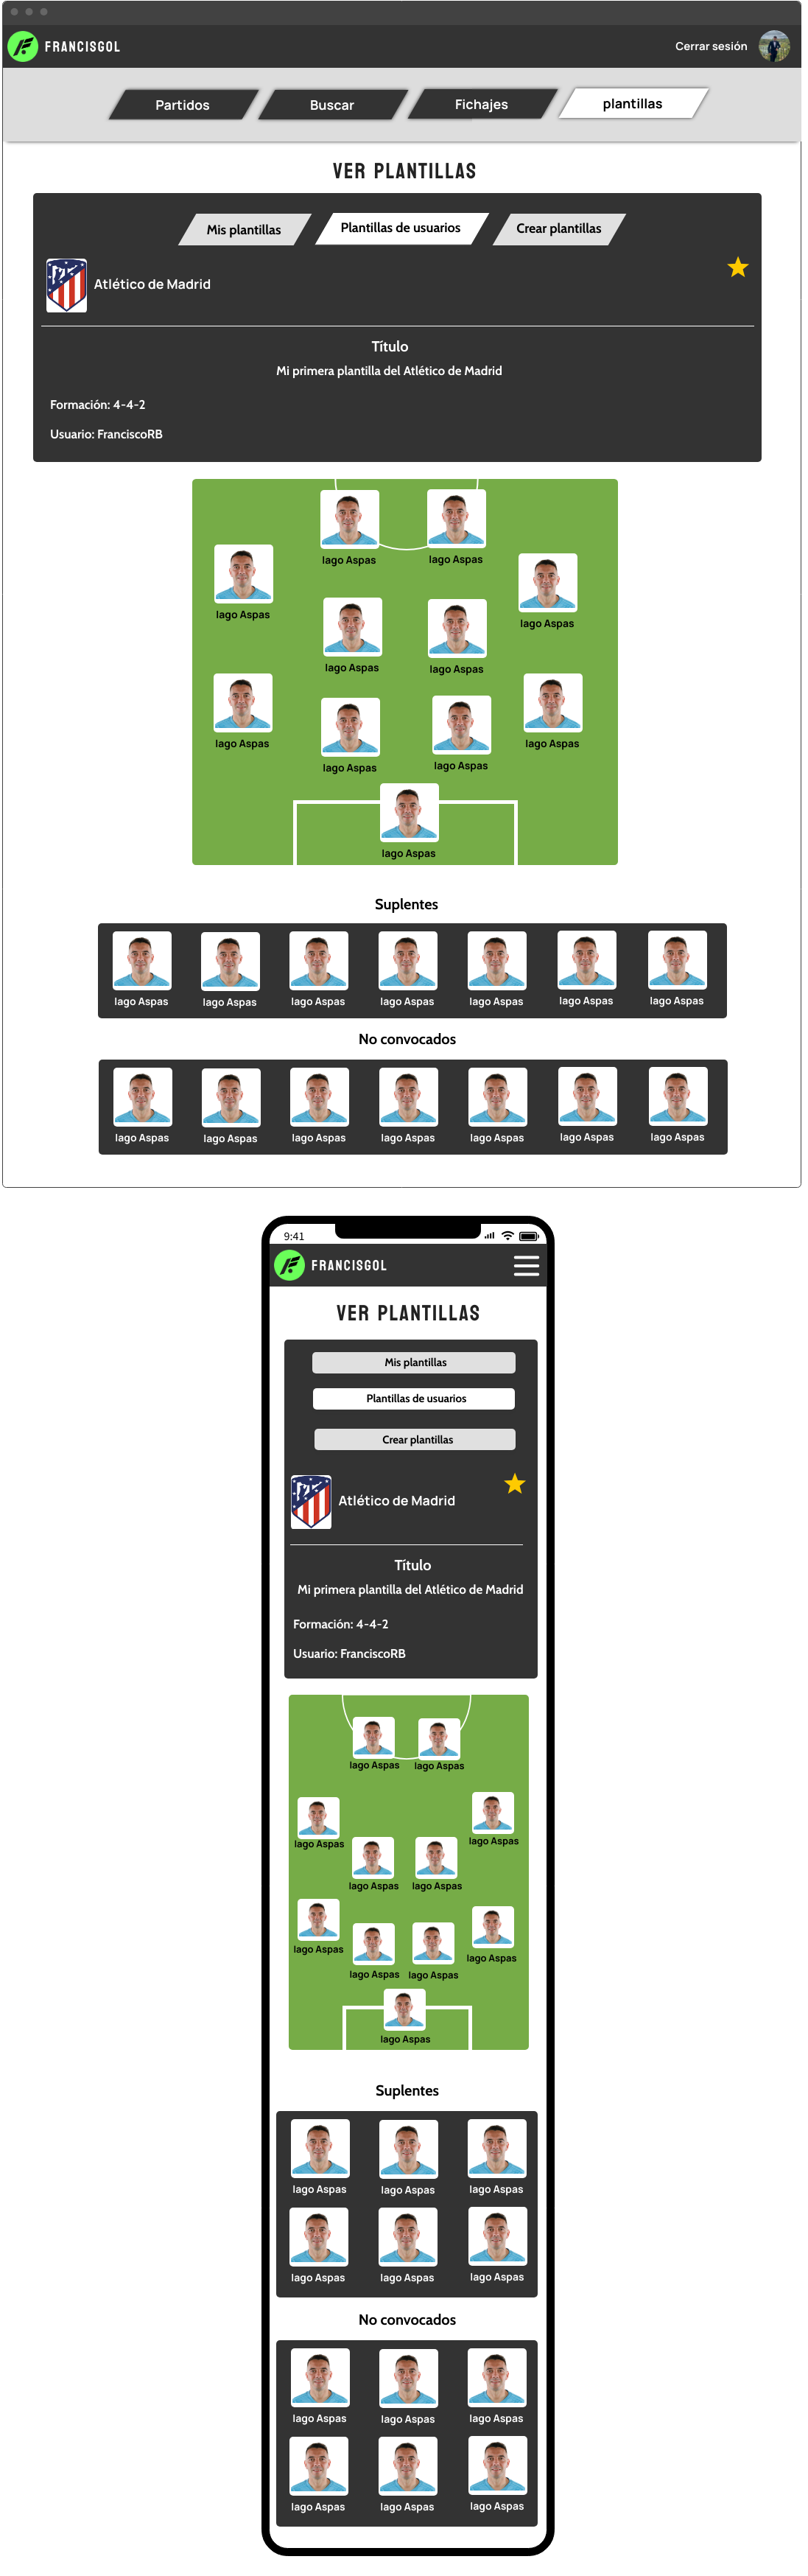 FRANCISGOL
Cerrar sesión
Partidos
Buscar
Fichajes
plantillas
VER PLANTILLAS
Mis plantillas
Plantillas de usuarios
Crear plantillas
Atlético de Madrid
Título
Mi primera plantilla del Atlético de Madrid
Formación: 4-4-2
Usuario: FranciscoRB
Iago Aspas
Iago Aspas
Iago Aspas
Iago Aspas
Iago Aspas
Iago Aspas
Iago Aspas
Iago Aspas
Iago Aspas
Iago Aspas
Iago Aspas
Suplentes
Iago Aspas
Iago Aspas
Iago Aspas
Iago Aspas
Iago Aspas
Iago Aspas
Iago Aspas
No convocados
Iago Aspas
Iago Aspas
Iago Aspas
Iago Aspas
Iago Aspas
Iago Aspas
Iago Aspas
9:41
FRANCISGOL
VER PLANTILLAS
Mis plantillas
Plantillas de usuarios
Crear plantillas
Atlético de Madrid
Título
Mi primera plantilla del Atlético de Madrid
Formación: 4-4-2
Usuario: FranciscoRB
Iago Aspas
Iago Aspas
Iago Aspas
Iago Aspas
Iago Aspas
Iago Aspas
Iago Aspas
Iago Aspas
Iago Aspas
Iago Aspas
Iago Aspas
Suplentes
Iago Aspas
Iago Aspas
Iago Aspas
Iago Aspas
Iago Aspas
Iago Aspas
No convocados
Iago Aspas
Iago Aspas
Iago Aspas
Iago Aspas
Iago Aspas
Iago Aspas